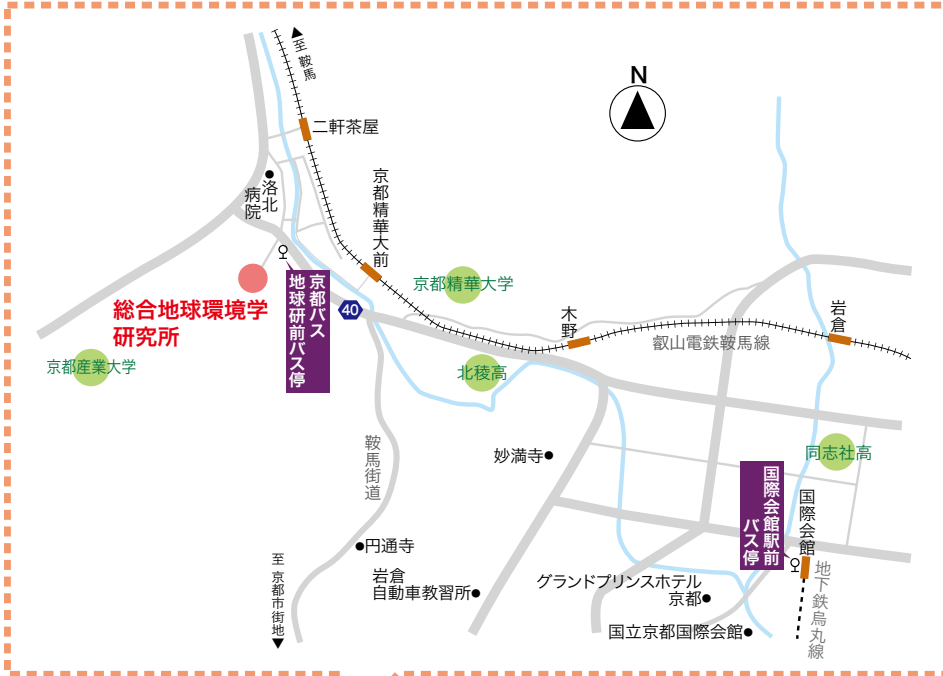 ▲至 鞍馬
N
二軒茶屋
洛北
病院
京都精華大前
京都精華大学
総合地球環境学
研究所
京都バス
地球研前バス停
40
木野
岩倉
叡山電鉄鞍馬線
京都産業大学
北稜高
鞍馬街道
妙満寺
同志社高
国際会館駅前
バス停
国際会館
円通寺
至 京都市街地▼
岩倉
自動車教習所
グランドプリンスホテル
京都
国立京都国際会館
地下鉄烏丸線